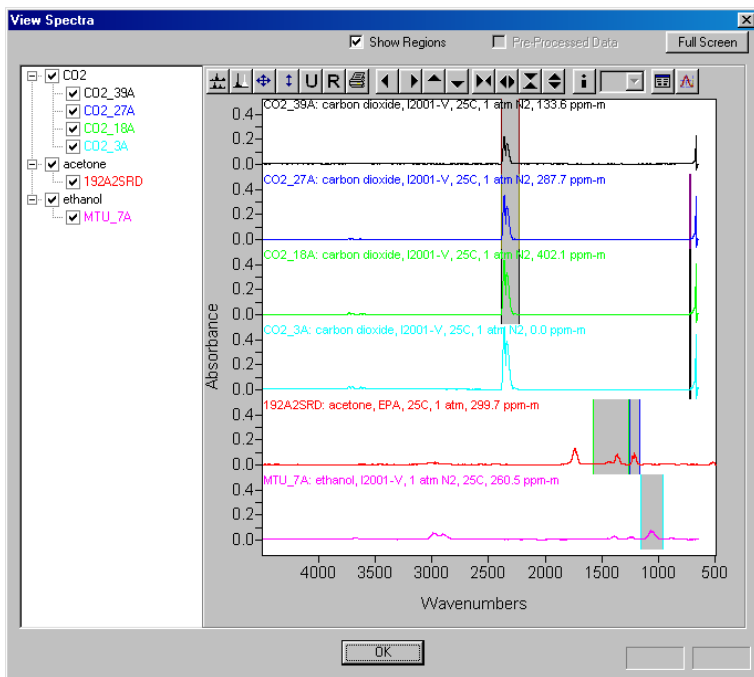 View Spectra
Show Regions
Pre-Processed Data
Full Screen
CO2
CO2_39A
CO2_27A
CO2_18A
CO2_3A
acetone
192A2SRD
ethanol
MTU_7A
U R i
CO2_39A: carbon dioxide, I2001-V, 25C, 1 atm N2, 133.6 ppm-m
0.4
0.2
0.0
CO2_27A: carbon dioxide, I2001-V, 25C, 1 atm N2, 287.7 ppm-m
0.4
0.2
0.0
CO2_18A: carbon dioxide, I2001-V, 25C, 1 atm N2, 402.1 ppm-m
0.4
0.2
0.0
CO2_3A: carbon dioxide, I2001-V, 25C, 1 atm N2, 0.0 ppm-m
0.4
0.2
0.0
192A2SRD: acetone, EPA, 25C, 1 atm, 299.7 ppm-m
0.4
0.2
0.0
MTU_7A: ethanol, I2001-V, 1 atm N2, 25C, 260.5 ppm-m
0.4
0.2
0.0
Absorbance
4000 3500 3000 2500 2000 1500 1000 500
Wavenumbers
OK